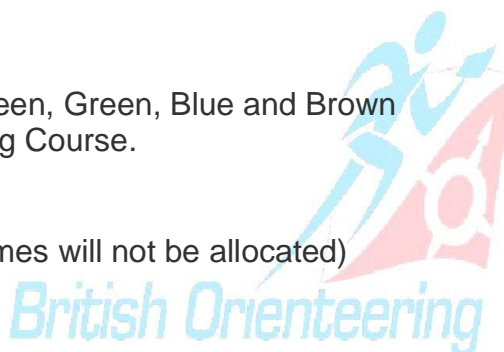 een, Green, Blue and Brown
g Course.
mes will not be allocated)
British Orienteering